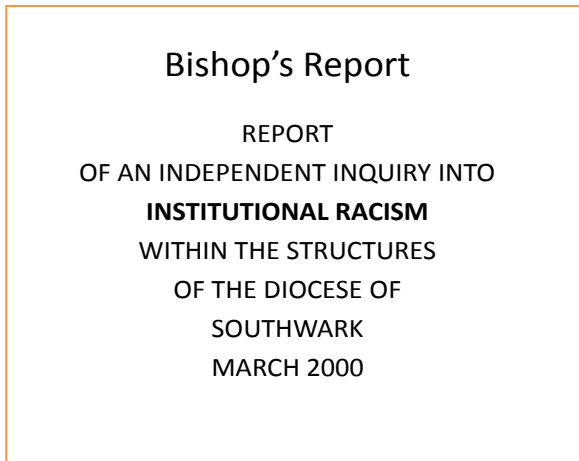 Bishop’s Report
REPORT
OF AN INDEPENDENT INQUIRY INTO
INSTITUTIONAL RACISM
WITHIN THE STRUCTURES
OF THE DIOCESE OF
SOUTHWARK
MARCH 2000